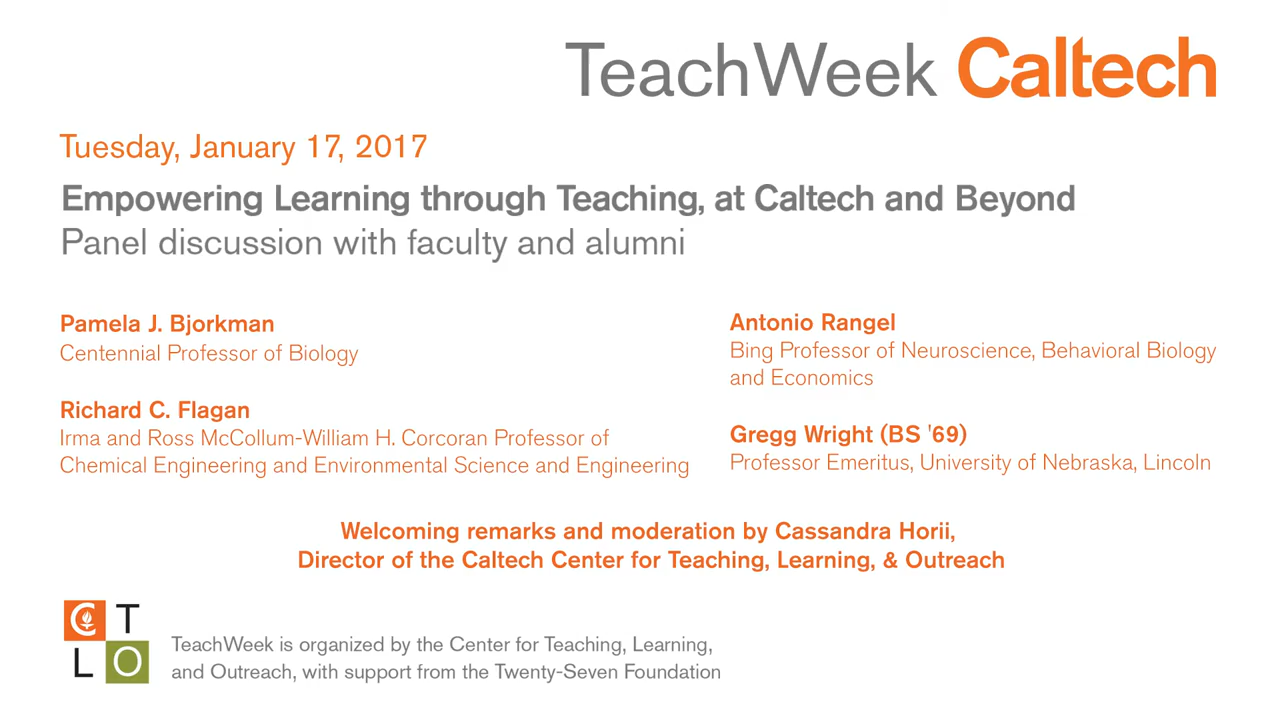 TeachWeek Caltech
Tuesday, January 17, 2017
Empowering Learning through Teaching, at Caltech and Beyond
Panel discussion with faculty and alumni
Pamela J. Bjorkman
Centennial Professor of Biology
Richard C. Flagan
Irma and Ross McCollum-William H. Corcoran Professor of
Chemical Engineering and Environmental Science and Engineering
Antonio Rangel
Bing Professor of Neuroscience, Behavioral Biology
and Economics
Gregg Wright (BS '69)
Professor Emeritus, University of Nebraska, Lincoln
Welcoming remarks and moderation by Cassandra Horii,
Director of the Caltech Center for Teaching, Learning, & Outreach
C T
L O
TeachWeek is organized by the Center for Teaching, Learning,
and Outreach, with support from the Twenty-Seven Foundation